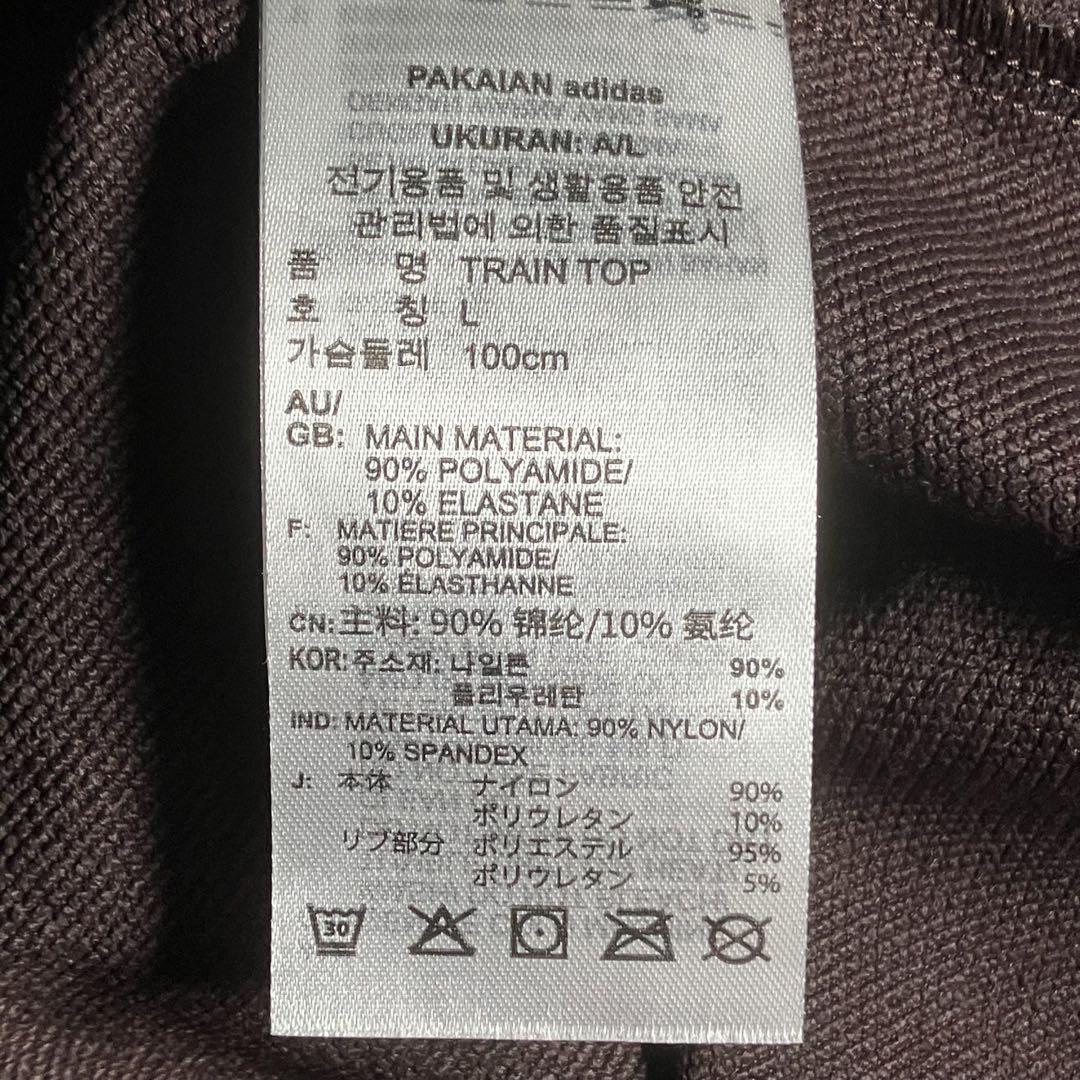 PAKAIAN adidas
UKURAN: A/L
전기용품 및 생활용품 안전
관리법에 의한 품질표시
품 명 TRAIN TOP
호 칭 L
가슴둘레 100cm
AU/
GB: MAIN MATERIAL:
90% POLYAMIDE/
10% ELASTANE
F: MATIERE PRINCIPALE:
90% POLYAMIDE/
10% ÉLASTHANNE
CN:主料: 90% 锦纶/10% 氨纶
KOR: 주소재: 나일론 90%
폴리우레탄 10%
IND: MATERIAL UTAMA: 90% NYLON/
10% SPANDEX
J: 本体 ナイロン 90%
ポリウレタン 10%
リブ部分 ポリエステル 95%
ポリウレタン 5%
30